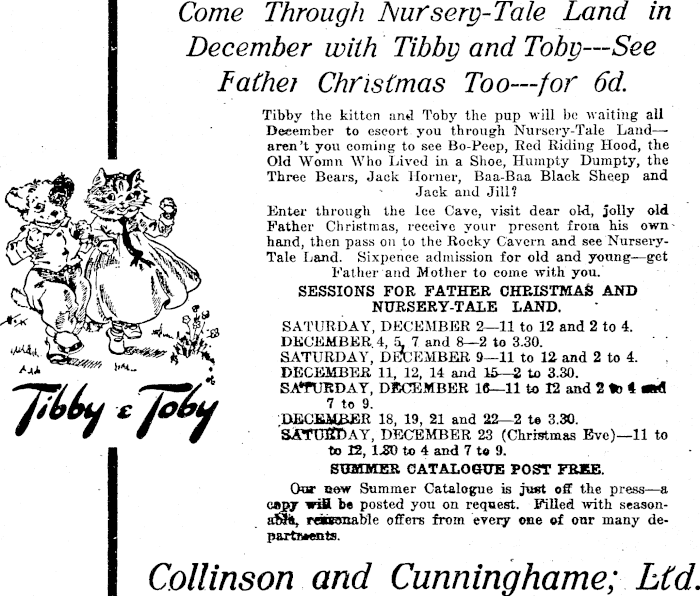 Come Through Nursery-Tale Land in
December with Tibby and Toby---See
Father Christmas Too---for 6d.
Tibby the kitten and Toby the pup will be waiting all
December to escort you through Nursery-Tale Land—
aren't you coming to see Bo-Peep, Red Riding Hood, the
Old Womn Who Lived in a Shoe, Humpty Dumpty, the
Three Bears, Jack Horner, Baa-Baa Black Sheep and
Jack and Jill?
Enter through the Ice Cave, visit dear old, jolly old
Father Christmas, receive your present from his own
hand, then pass on to the Rocky Cavern and see Nursery-
Tale Land. Sixpence admission for old and young—get
Father and Mother to come with you.
SESSIONS FOR FATHER CHRISTMAS AND
NURSERY-TALE LAND.
SATURDAY, DECEMBER 2—11 to 12 and 2 to 4.
DECEMBER 4, 5, 7 and 8—2 to 3.30.
SATURDAY, DECEMBER 9—11 to 12 and 2 to 4.
DECEMBER 11, 12, 14 and 15—2 to 3.30.
SATURDAY, DECEMBER 16—11 to 12 and 2 to 4 and
7 to 9.
DECEMBER 18, 19, 21 and 22—2 to 3.30.
SATURDAY, DECEMBER 23 (Christmas Eve)—11 to
to 12, 1.30 to 4 and 7 to 9.
SUMMER CATALOGUE POST FREE.
Our new Summer Catalogue is just off the press—a
copy will be posted you on request. Filled with season-
able, reasonable offers from every one of our many de-
partments.
Tibby & Toby
Collinson and Cunninghame, Ltd.